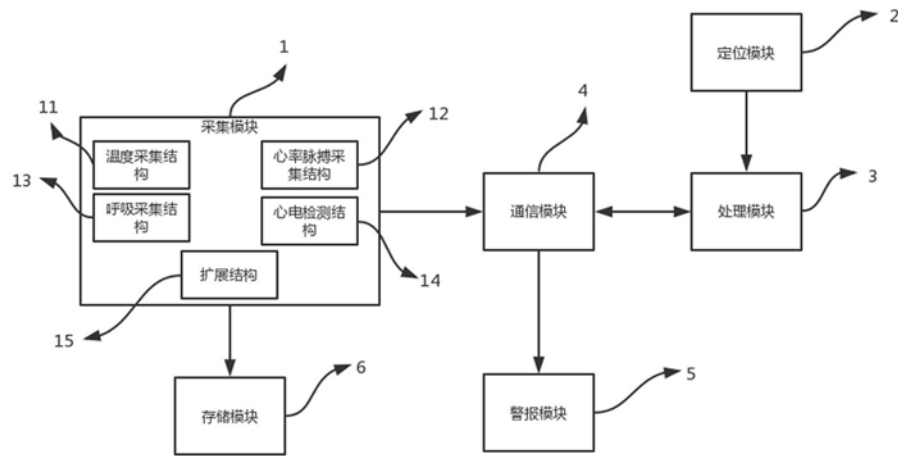 1
2
定位模块
4
采集模块
11
12
温度采集结
构
心率脉搏采
集结构
13
呼吸采集结
构
心电检测结
构
通信模块
处理模块
3
扩展结构
14
15
6
5
存储模块
警报模块